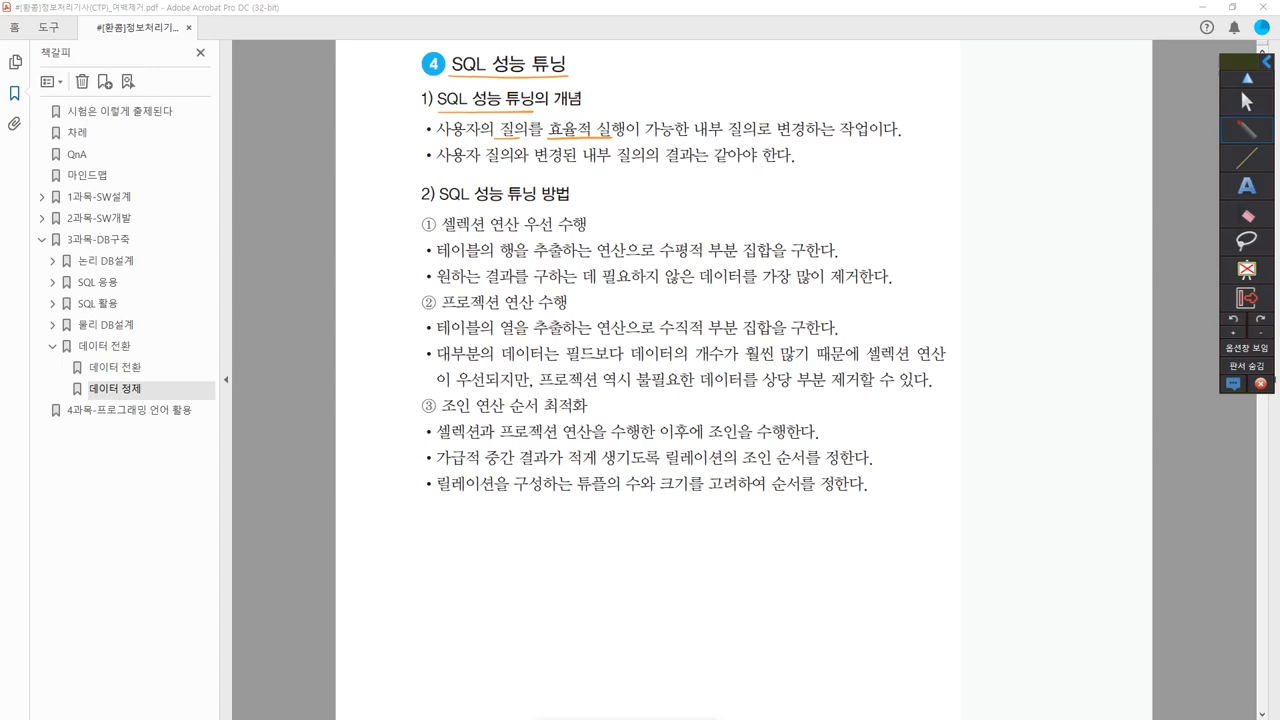 #[환콤]정보처리기사(CTP)_여백제거.pdf - Adobe Acrobat Pro DC (32-bit)
홈 도구 #[환콤]정보처리기... ×
책갈피
시험은 이렇게 출제된다
차례
QnA
마인드맵
1과목-SW설계
2과목-SW개발
3과목-DB구축
논리 DB설계
SQL 응용
SQL 활용
물리 DB설계
데이터 전환
데이터 전환
데이터 정제
4과목-프로그래밍 언어 활용
4 SQL 성능 튜닝
1) SQL 성능 튜닝의 개념
• 사용자의 질의를 효율적 실행이 가능한 내부 질의로 변경하는 작업이다.
• 사용자 질의와 변경된 내부 질의의 결과는 같아야 한다.
2) SQL 성능 튜닝 방법
① 셀렉션 연산 우선 수행
• 테이블의 행을 추출하는 연산으로 수평적 부분 집합을 구한다.
• 원하는 결과를 구하는 데 필요하지 않은 데이터를 가장 많이 제거한다.
② 프로젝션 연산 수행
• 테이블의 열을 추출하는 연산으로 수직적 부분 집합을 구한다.
• 대부분의 데이터는 필드보다 데이터의 개수가 훨씬 많기 때문에 셀렉션 연산
이 우선되지만, 프로젝션 역시 불필요한 데이터를 상당 부분 제거할 수 있다.
③ 조인 연산 순서 최적화
• 셀렉션과 프로젝션 연산을 수행한 이후에 조인을 수행한다.
• 가급적 중간 결과가 적게 생기도록 릴레이션의 조인 순서를 정한다.
• 릴레이션을 구성하는 튜플의 수와 크기를 고려하여 순서를 정한다.
A
+ -
옵션창 보임
판서 숨김